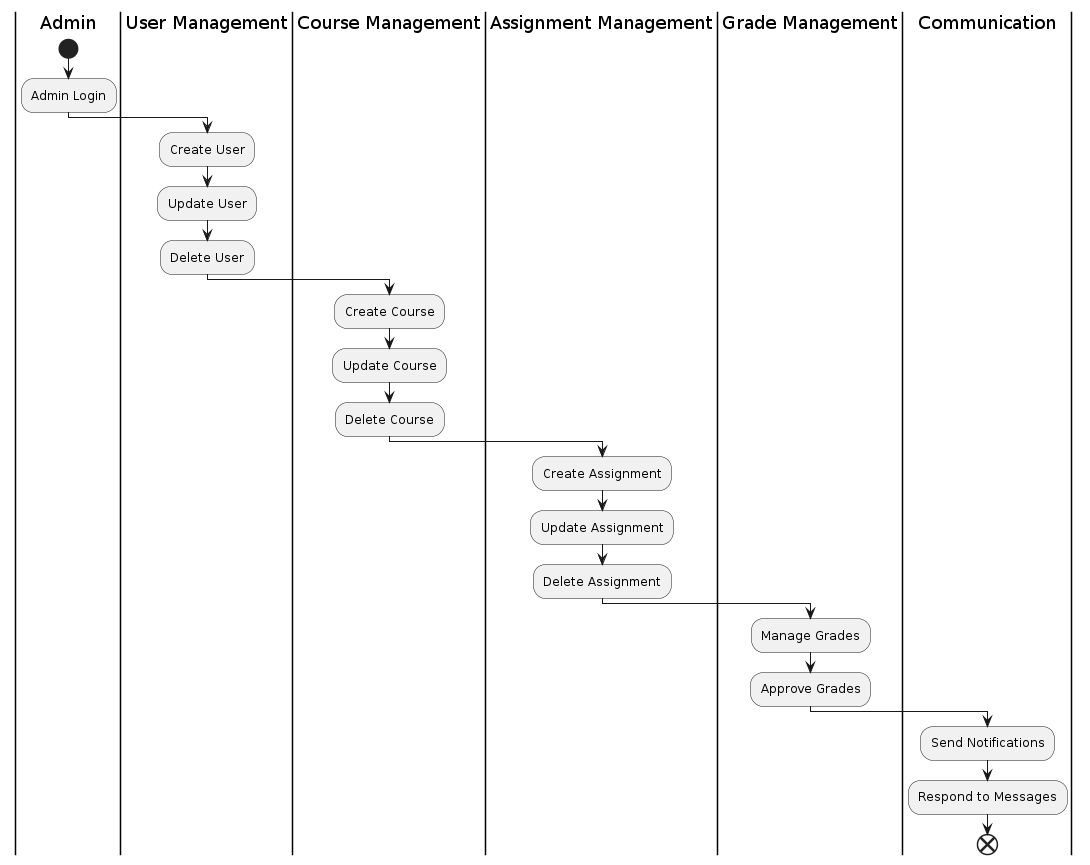 Admin User Management Course Management Assignment Management Grade Management Communication
Admin Login
Create User
Update User
Delete User
Create Course
Update Course
Delete Course
Create Assignment
Update Assignment
Delete Assignment
Manage Grades
Approve Grades
Send Notifications
Respond to Messages